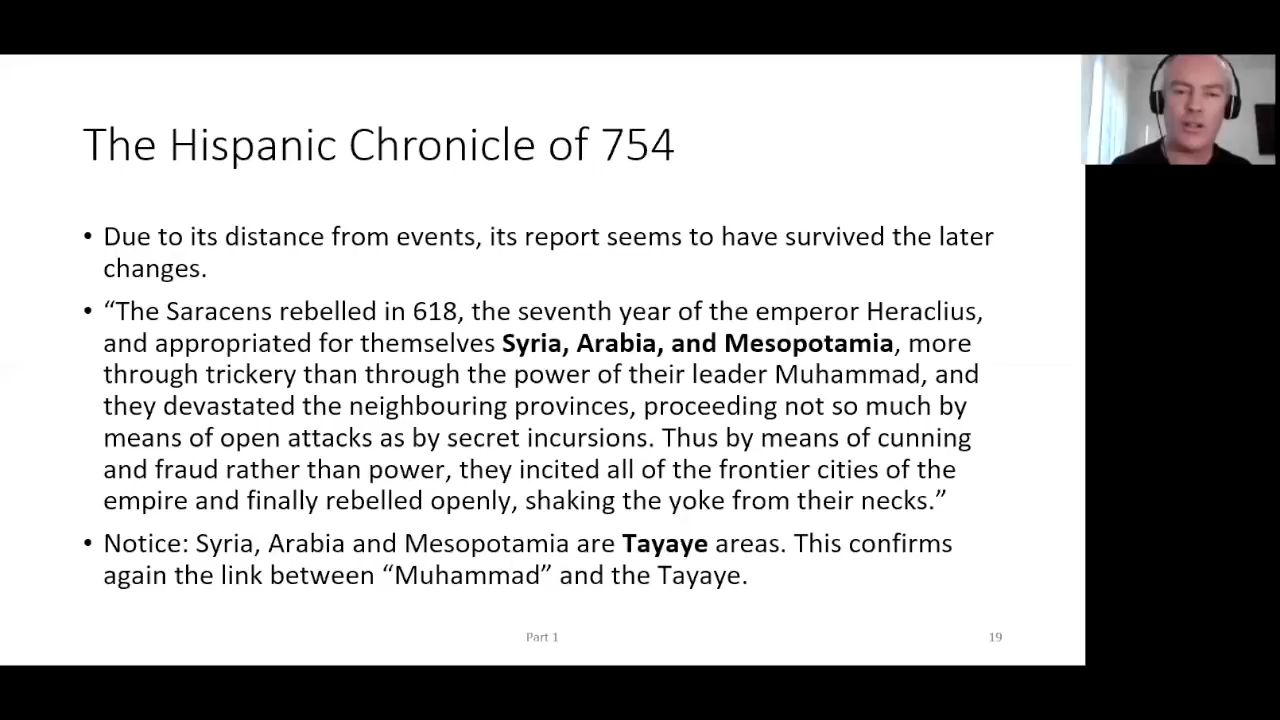 The Hispanic Chronicle of 754
• Due to its distance from events, its report seems to have survived the later
changes.
• “The Saracens rebelled in 618, the seventh year of the emperor Heraclius,
and appropriated for themselves Syria, Arabia, and Mesopotamia, more
through trickery than through the power of their leader Muhammad, and
they devastated the neighbouring provinces, proceeding not so much by
means of open attacks as by secret incursions. Thus by means of cunning
and fraud rather than power, they incited all of the frontier cities of the
empire and finally rebelled openly, shaking the yoke from their necks.”
• Notice: Syria, Arabia and Mesopotamia are Tayaye areas. This confirms
again the link between “Muhammad” and the Tayaye.
Part 1
19